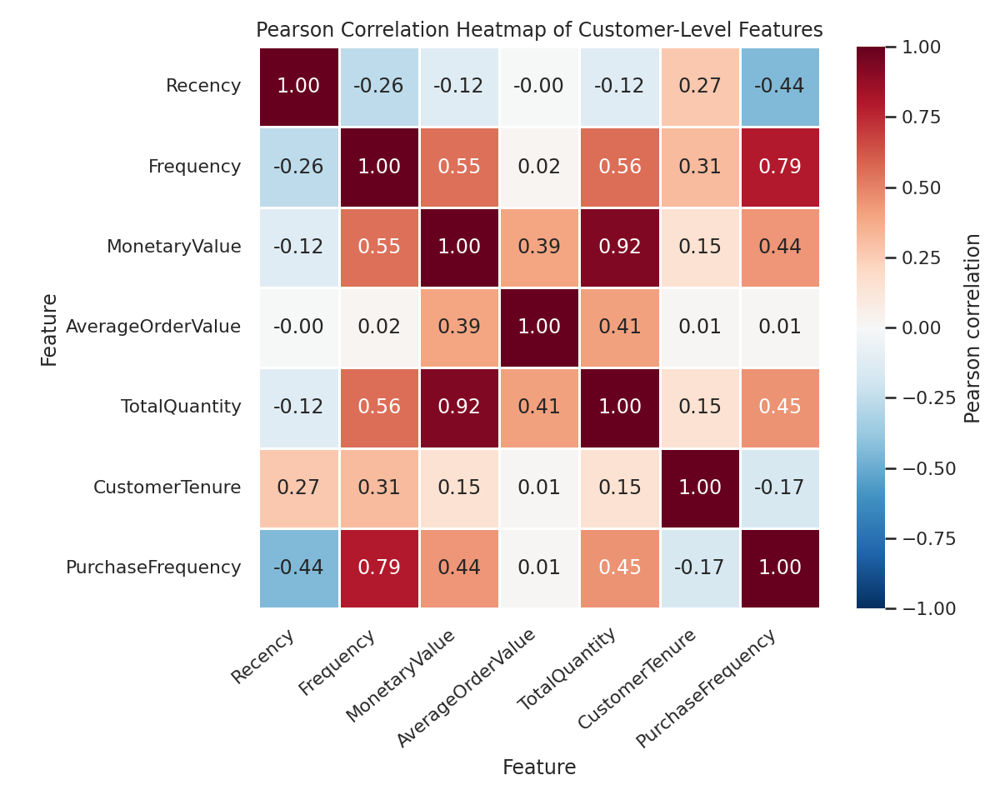 Pearson Correlation Heatmap of Customer-Level Features
Recency 1.00 -0.26 -0.12 -0.00 -0.12 0.27 -0.44
Frequency -0.26 1.00 0.55 0.02 0.56 0.31 0.79
MonetaryValue -0.12 0.55 1.00 0.39 0.92 0.15 0.44
AverageOrderValue -0.00 0.02 0.39 1.00 0.41 0.01 0.01
TotalQuantity -0.12 0.56 0.92 0.41 1.00 0.15 0.45
CustomerTenure 0.27 0.31 0.15 0.01 0.15 1.00 -0.17
PurchaseFrequency -0.44 0.79 0.44 0.01 0.45 -0.17 1.00
Feature
Recency
Frequency
MonetaryValue
AverageOrderValue
TotalQuantity
CustomerTenure
PurchaseFrequency
Feature
1.00
0.75
0.50
0.25
0.00
−0.25
−0.50
−0.75
−1.00
Pearson correlation